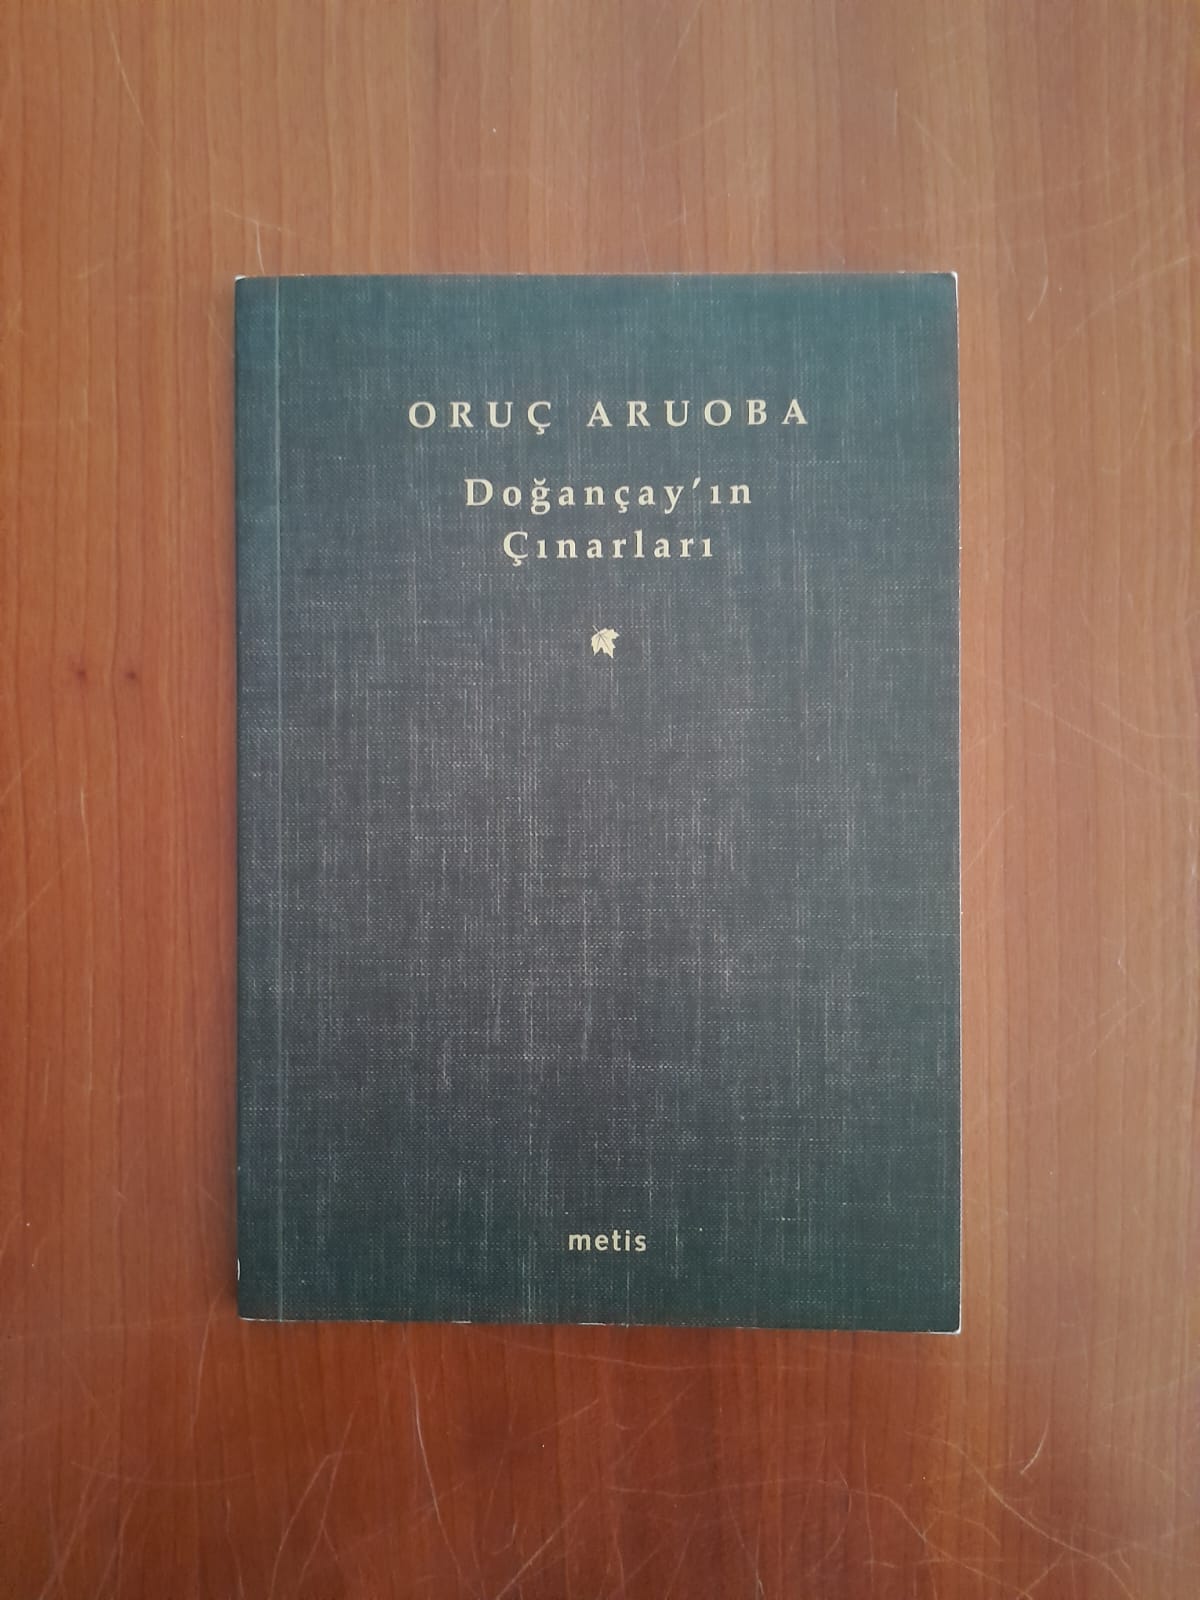 ORUÇ ARUOBA
Doğançay'ın
Çınarları
metis